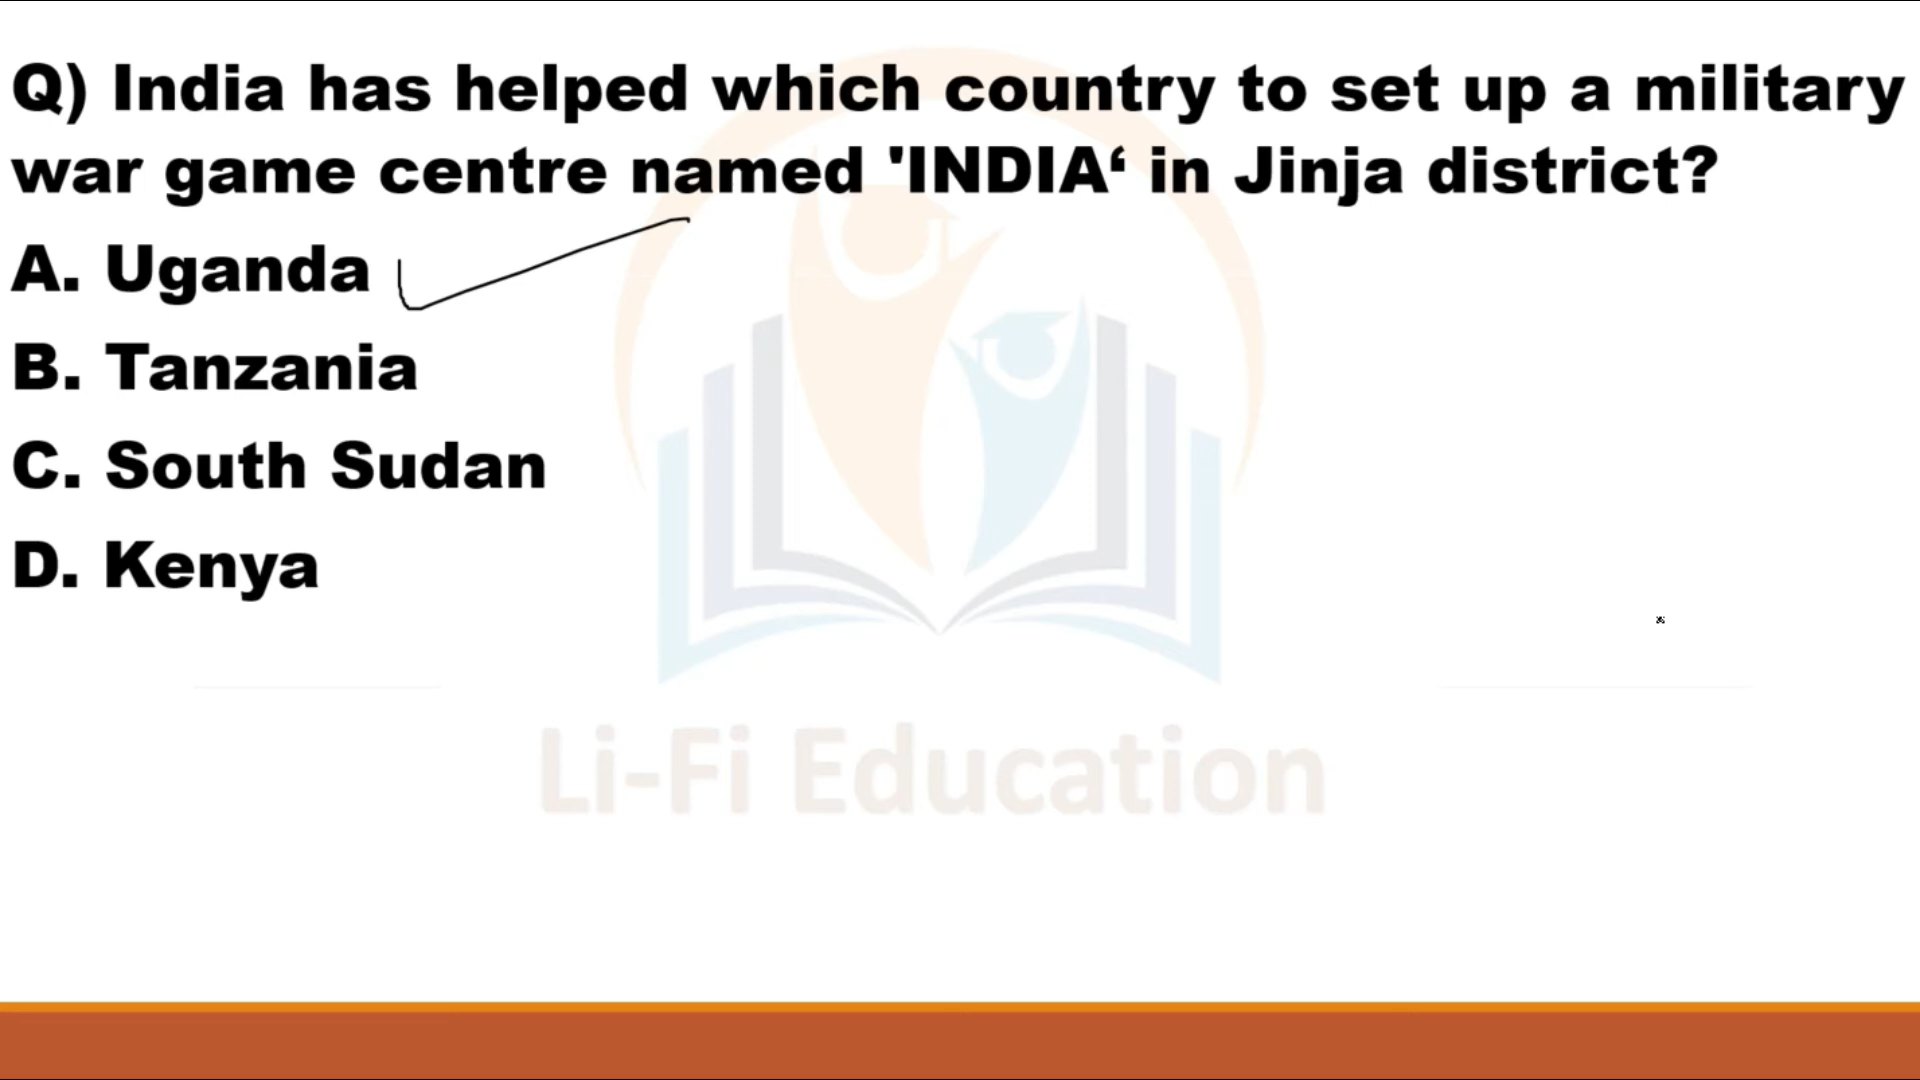 Q) India has helped which country to set up a military
war game centre named 'INDIA‘ in Jinja district?
A. Uganda
B. Tanzania
C. South Sudan
D. Kenya
Li-Fi Education